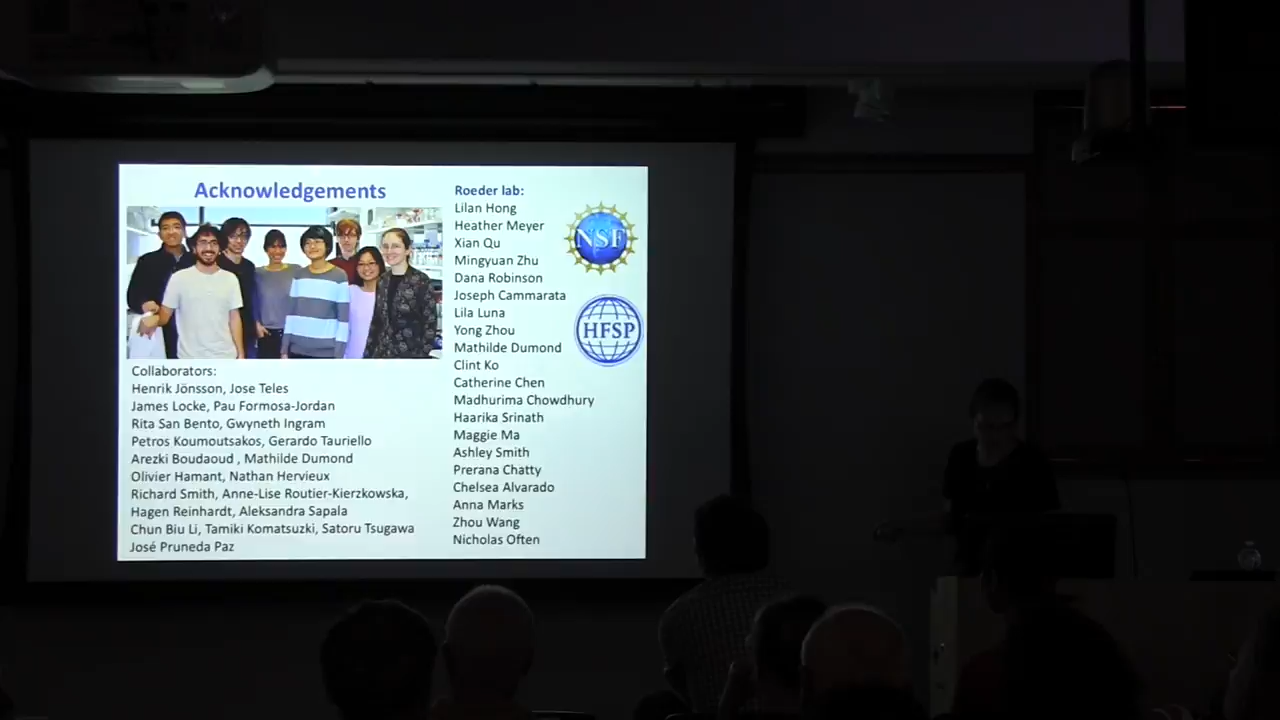 Acknowledgements
Collaborators:
Henrik Jönsson, Jose Teles
James Locke, Pau Formosa-Jordan
Rita San Bento, Gwyneth Ingram
Petros Koumoutsakos, Gerardo Tauriello
Arezki Boudaoud , Mathilde Dumond
Olivier Hamant, Nathan Hervieux
Richard Smith, Anne-Lise Routier-Kierzkowska,
Hagen Reinhardt, Aleksandra Sapala
Chun Biu Li, Tamiki Komatsuzki, Satoru Tsugawa
José Pruneda Paz
Roeder lab:
Lilan Hong
Heather Meyer
Xian Qu
Mingyuan Zhu
Dana Robinson
Joseph Cammarata
Lila Luna
Yong Zhou
Mathilde Dumond
Clint Ko
Catherine Chen
Madhurima Chowdhury
Haarika Srinath
Maggie Ma
Ashley Smith
Prerana Chatty
Chelsea Alvarado
Anna Marks
Zhou Wang
Nicholas Often
NSF
HFSP